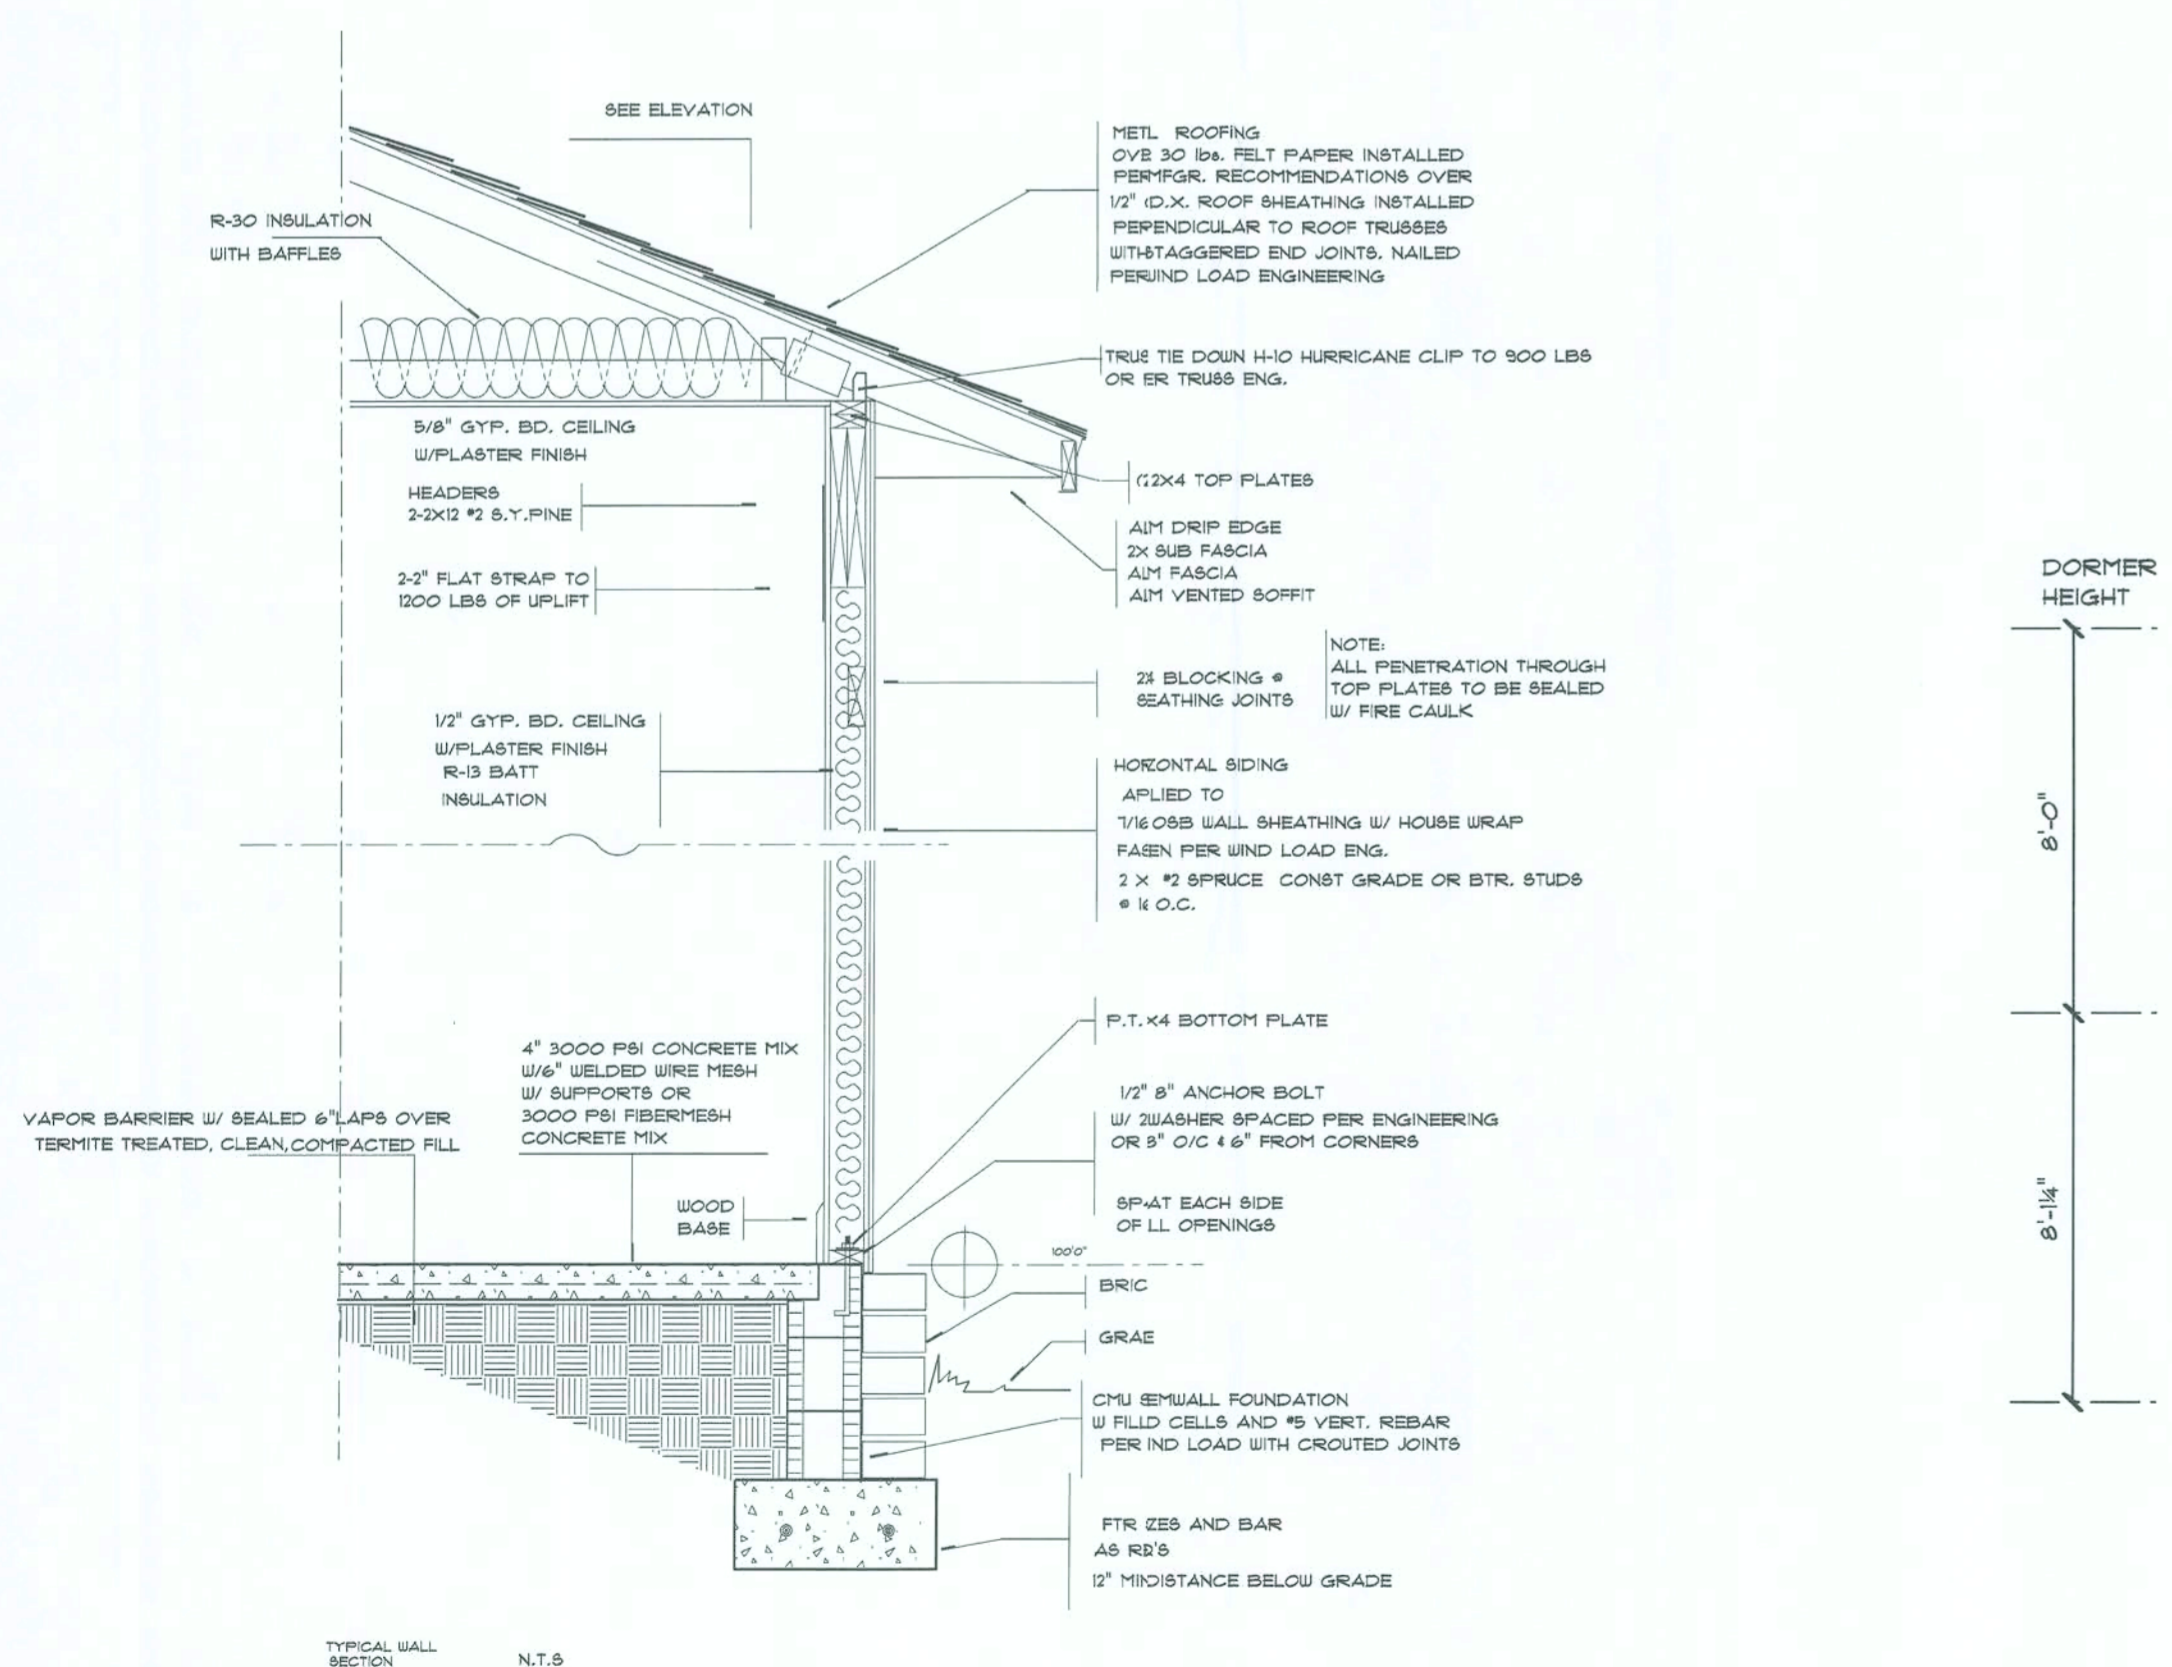 SEE ELEVATION
R-30 INSULATION
WITH BAFFLES
METL ROOFING
OVR 30 lbs. FELT PAPER INSTALLED
PERMFGR. RECOMMENDATIONS OVER
1/2" D.X. ROOF SHEATHING INSTALLED
PERPENDICULAR TO ROOF TRUSSES
WITH STAGGERED END JOINTS. NAILED
PER WIND LOAD ENGINEERING
TRUS TIE DOWN H-10 HURRICANE CLIP TO 900 LBS
OR ER TRUSS ENG.
5/8" GYP. BD. CEILING
W/PLASTER FINISH
HEADERS
2-2X12 #2 S.Y.PINE
2-2" FLAT STRAP TO
1200 LBS OF UPLIFT
(2X4 TOP PLATES
ALM DRIP EDGE
2X SUB FASCIA
ALM FASCIA
ALM VENTED SOFFIT
2X BLOCKING @
SEATHING JOINTS
NOTE:
ALL PENETRATION THROUGH
TOP PLATES TO BE SEALED
W/ FIRE CAULK
1/2" GYP. BD. CEILING
W/PLASTER FINISH
R-13 BATT
INSULATION
HORZONTAL SIDING
APLIED TO
7/16 OSB WALL SHEATHING W/ HOUSE WRAP
FASEN PER WIND LOAD ENG.
2 X #2 SPRUCE CONST GRADE OR BTR. STUDS
@ 16 O.C.
P.T. X4 BOTTOM PLATE
1/2" 8" ANCHOR BOLT
W/ 2WASHER SPACED PER ENGINEERING
OR 3" O/C & 6" FROM CORNERS
SP AT EACH SIDE
OF LL OPENINGS
4" 3000 PSI CONCRETE MIX
W/6" WELDED WIRE MESH
W/ SUPPORTS OR
3000 PSI FIBERMESH
CONCRETE MIX
VAPOR BARRIER W/ SEALED 6" LAPS OVER
TERMITE TREATED, CLEAN, COMPACTED FILL
WOOD
BASE
100'0"
BRIC
GRAE
CMU SEMWALL FOUNDATION
W FILLD CELLS AND #5 VERT. REBAR
PER IND LOAD WITH CROUTED JOINTS
FTR ZES AND BAR
AS
12" MIN DISTANCE BELOW GRADE
DORMER
HEIGHT
8'-0"
8'-1¼"
TYPICAL WALL
SECTION
N.T.S